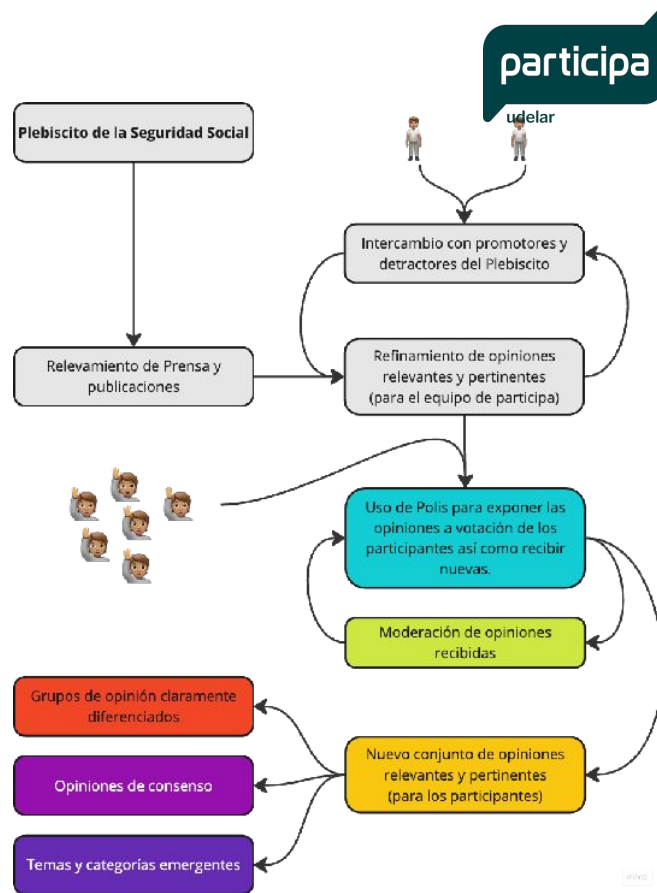 participa
udelar
Plebiscito de la Seguridad Social
Intercambio con promotores y
detractores del Plebiscito
Relevamiento de Prensa y
publicaciones
Refinamiento de opiniones
relevantes y pertinentes
(para el equipo de participa)
Uso de Polis para exponer las
opiniones a votación de los
participantes así como recibir
nuevas.
Moderación de opiniones
recibidas
Grupos de opinión claramente
diferenciados
Nuevo conjunto de opiniones
relevantes y pertinentes
(para los participantes)
Opiniones de consenso
Temas y categorías emergentes
miro